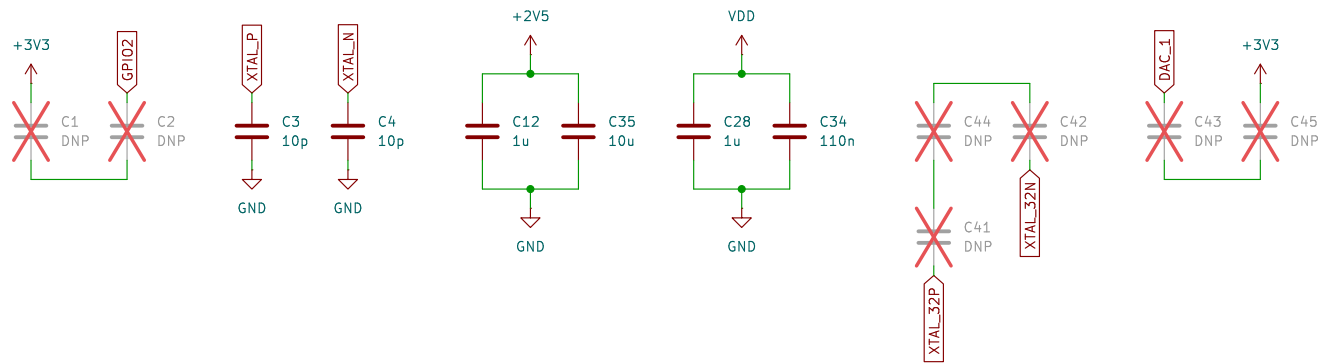 +3V3
GPIO2
C1
DNP
C2
DNP
XTAL_P
C3
10p
GND
XTAL_N
C4
10p
GND
+2V5
C12
1u
C35
10u
GND
VDD
C28
1u
C34
110n
GND
C44
DNP
C42
DNP
XTAL_32N
C41
DNP
XTAL_32P
DAC_1
+3V3
C43
DNP
C45
DNP